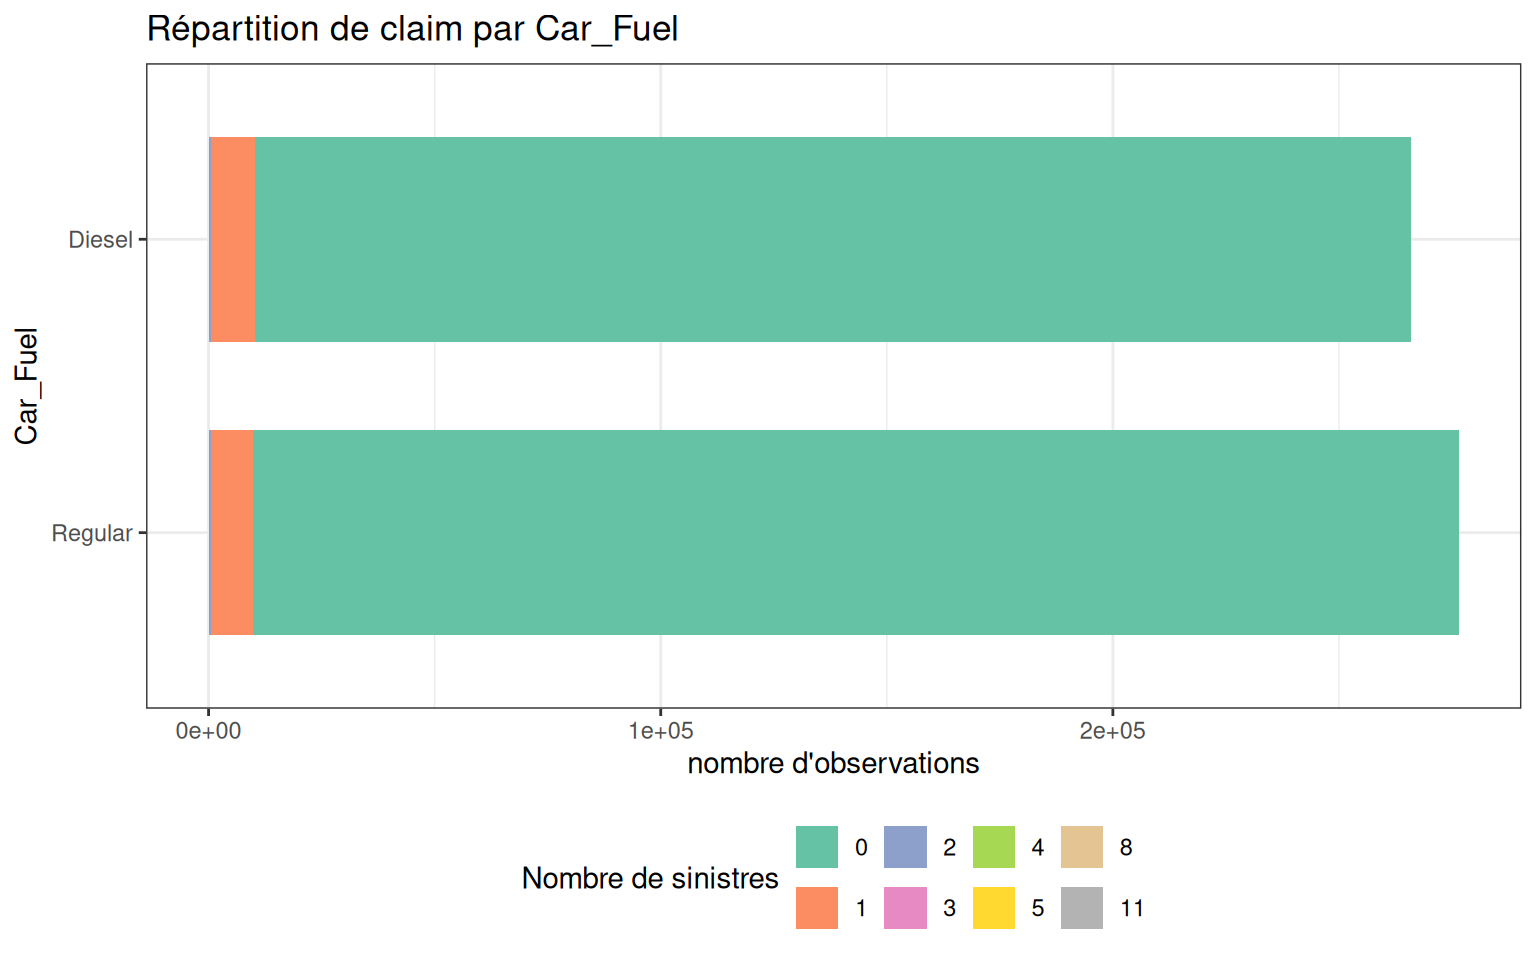 Répartition de claim par Car_Fuel
Car_Fuel
Diesel
Regular
0e+00 1e+05 2e+05
nombre d'observations
Nombre de sinistres
0 2 4 8
1 3 5 11